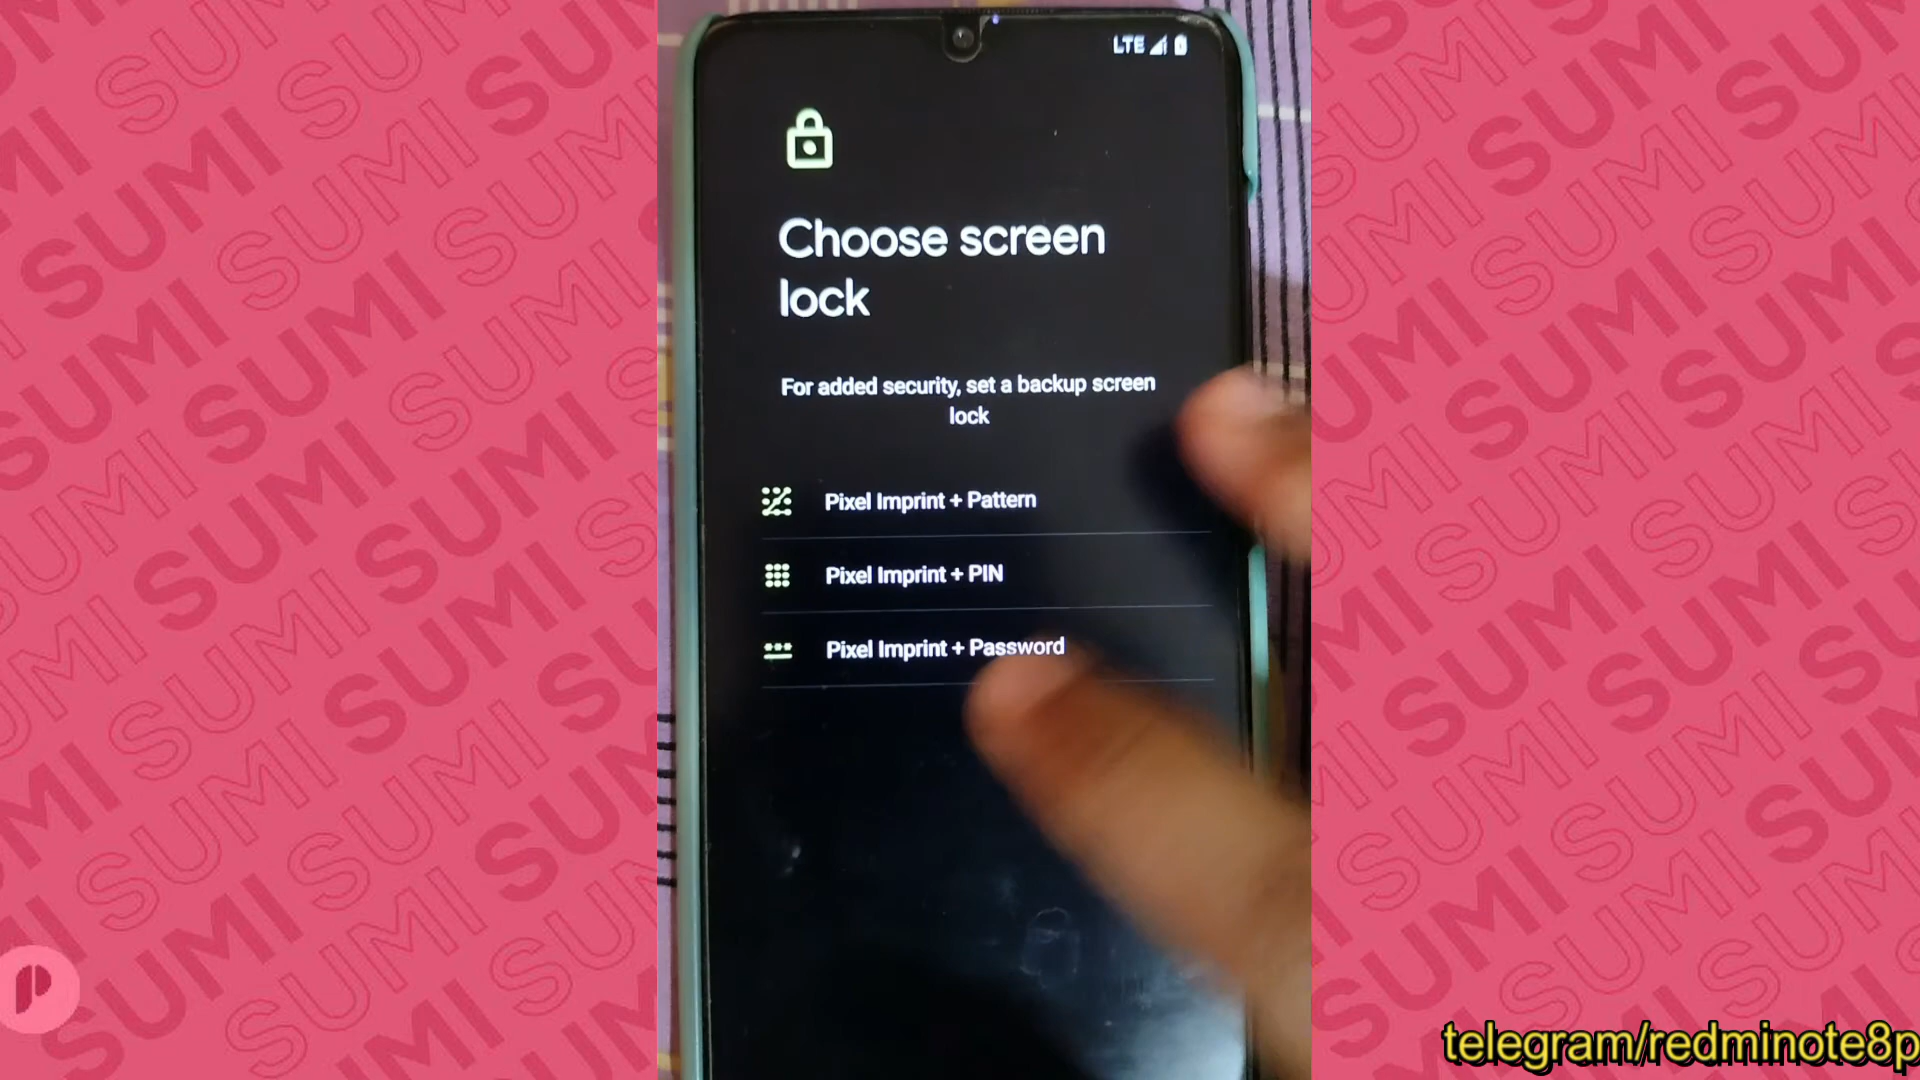 LTE
Choose screen
lock
For added security, set a backup screen
lock
Pixel Imprint + Pattern
Pixel Imprint + PIN
Pixel Imprint + Password
SUMI
telegram/redminote8p